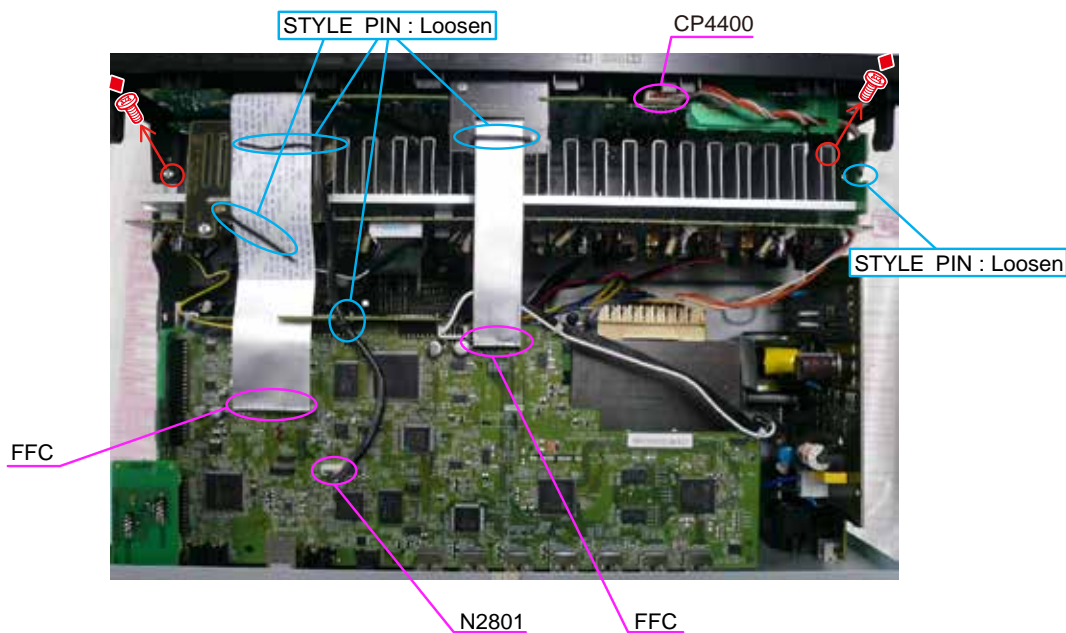 STYLE PIN : Loosen
CP4400
STYLE PIN : Loosen
FFC
N2801
FFC